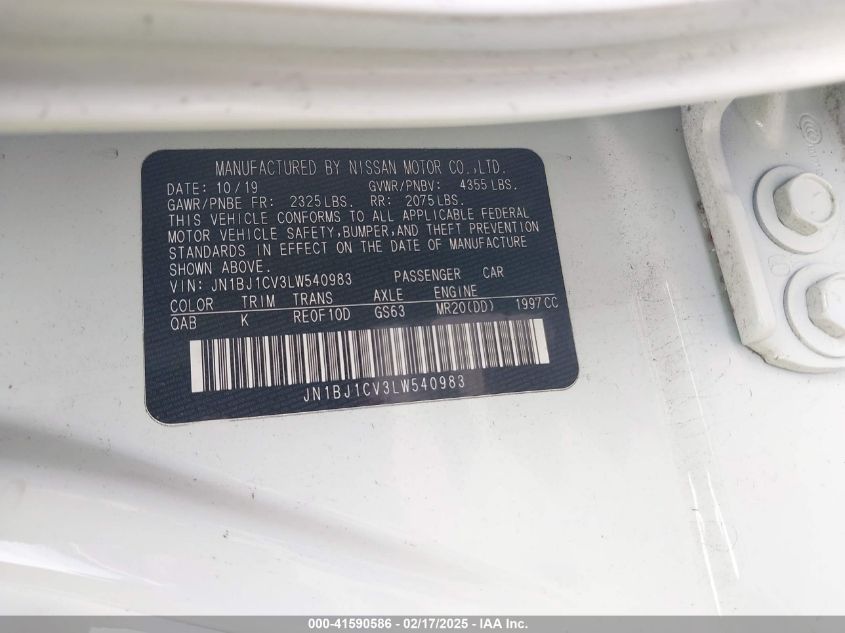 MANUFACTURED BY NISSAN MOTOR CO.,LTD.
DATE: 10/19 GVWR/PNBV: 4355 LBS.
GAWR/PNBE FR: 2325 LBS. RR: 2075 LBS.
THIS VEHICLE CONFORMS TO ALL APPLICABLE FEDERAL
MOTOR VEHICLE SAFETY, BUMPER, AND THEFT PREVENTION
STANDARDS IN EFFECT ON THE DATE OF MANUFACTURE
SHOWN ABOVE.
VIN: JN1BJ1CV3LW540983 PASSENGER CAR
COLOR TRIM TRANS AXLE ENGINE
QAB K RE0F10D GS63 MR20(DD) 1997CC
JN1BJ1CV3LW540983
000-41590586 - 02/17/2025 - IAA Inc.